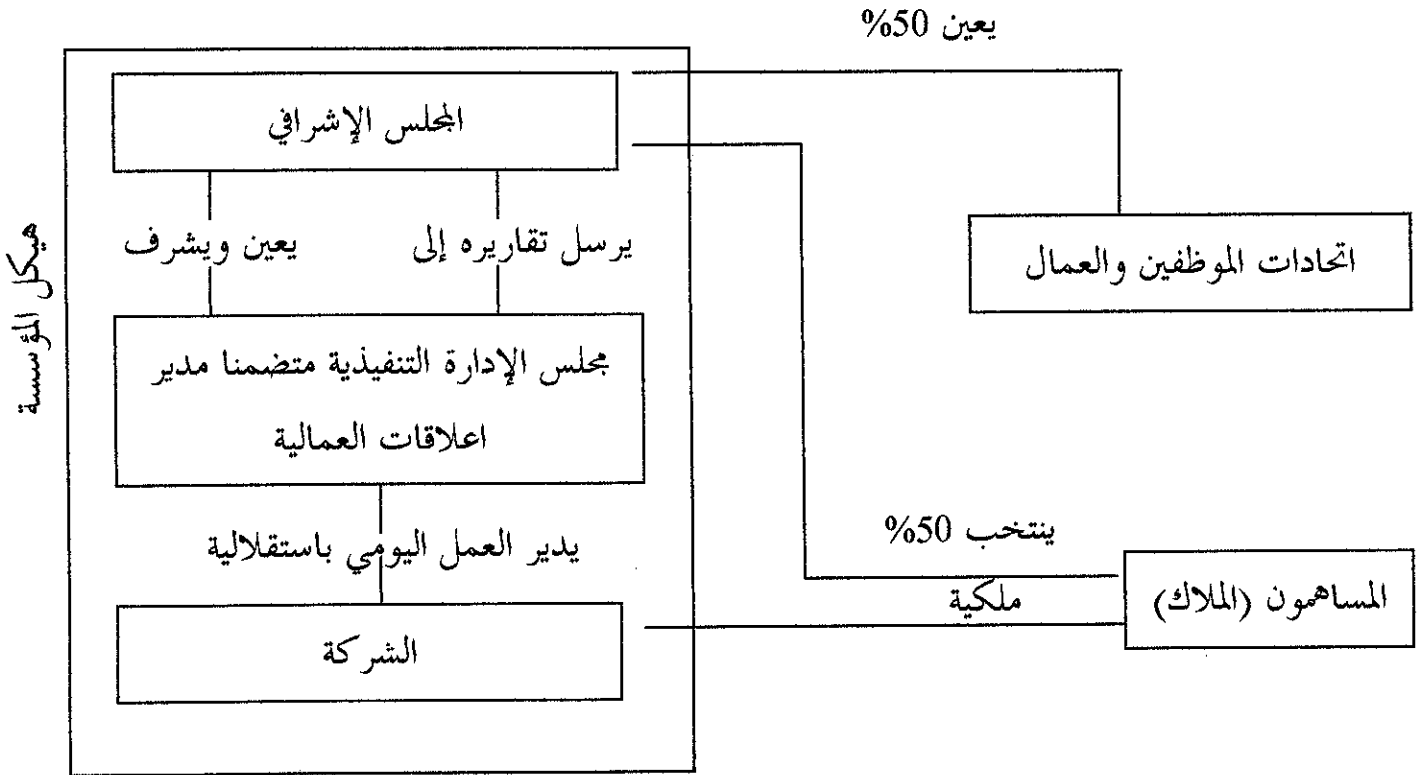 يعين 50%
المجلس الإشرافي
يرسل تقاريره إلى
يعين ويشرف
اتحادات الموظفين والعمال
هيكل المؤسسة
مجلس الإدارة التنفيذية متضمنا مدير
اعلاقات العمالية
ينتخب 50%
يدير العمل اليومي باستقلالية
المساهمون (الملاك)
ملكية
الشركة